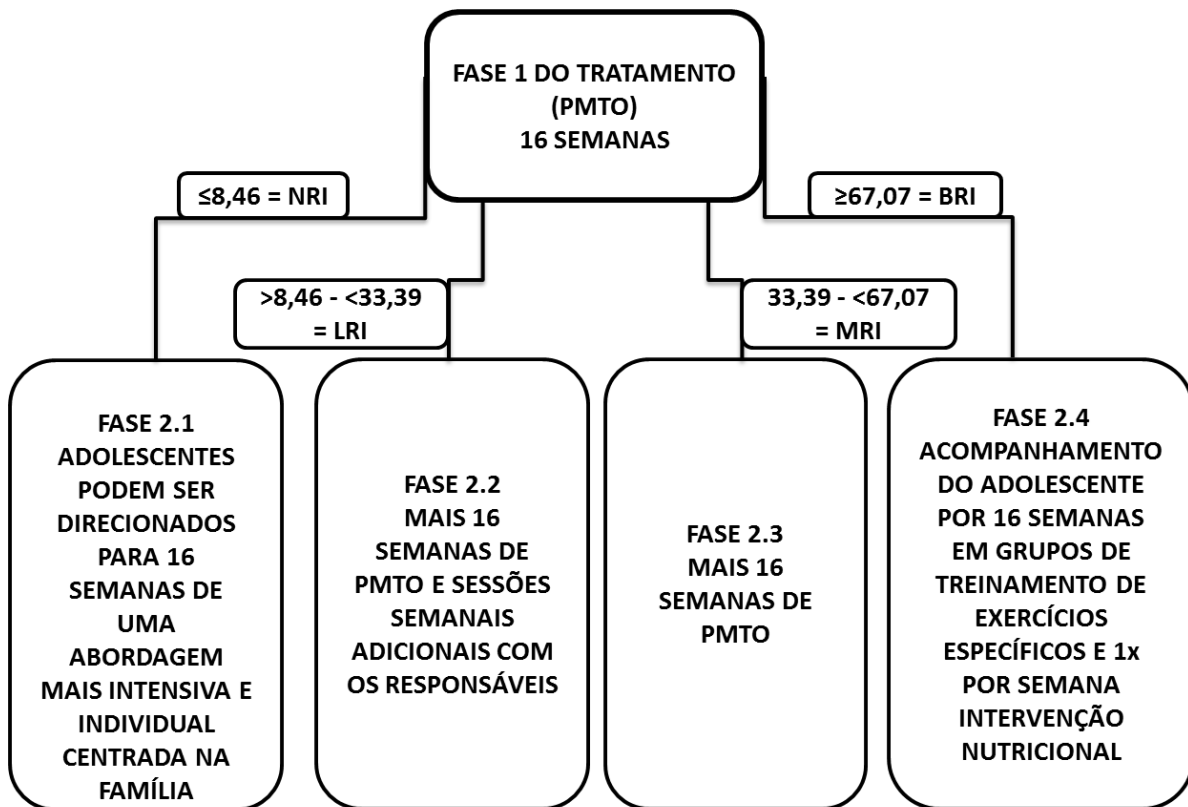 FASE 1 DO TRATAMENTO
(PMTO)
16 SEMANAS
≤8,46 = NRI
≥67,07 = BRI
>8,46 - <33,39
= LRI
33,39 - <67,07
= MRI
FASE 2.1
ADOLESCENTES
PODEM SER
DIRECIONADOS
PARA 16
SEMANAS DE
UMA
ABORDAGEM
MAIS INTENSIVA E
INDIVIDUAL
CENTRADA NA
FAMÍLIA
FASE 2.2
MAIS 16
SEMANAS DE
PMTO E SESSÕES
SEMANAIS
ADICIONAIS COM
OS RESPONSÁVEIS
FASE 2.3
MAIS 16
SEMANAS DE
PMTO
FASE 2.4
ACOMPANHAMENTO
DO ADOLESCENTE
POR 16 SEMANAS
EM GRUPOS DE
TREINAMENTO DE
EXERCÍCIOS
ESPECÍFICOS E 1x
POR SEMANA
INTERVENÇÃO
NUTRICIONAL